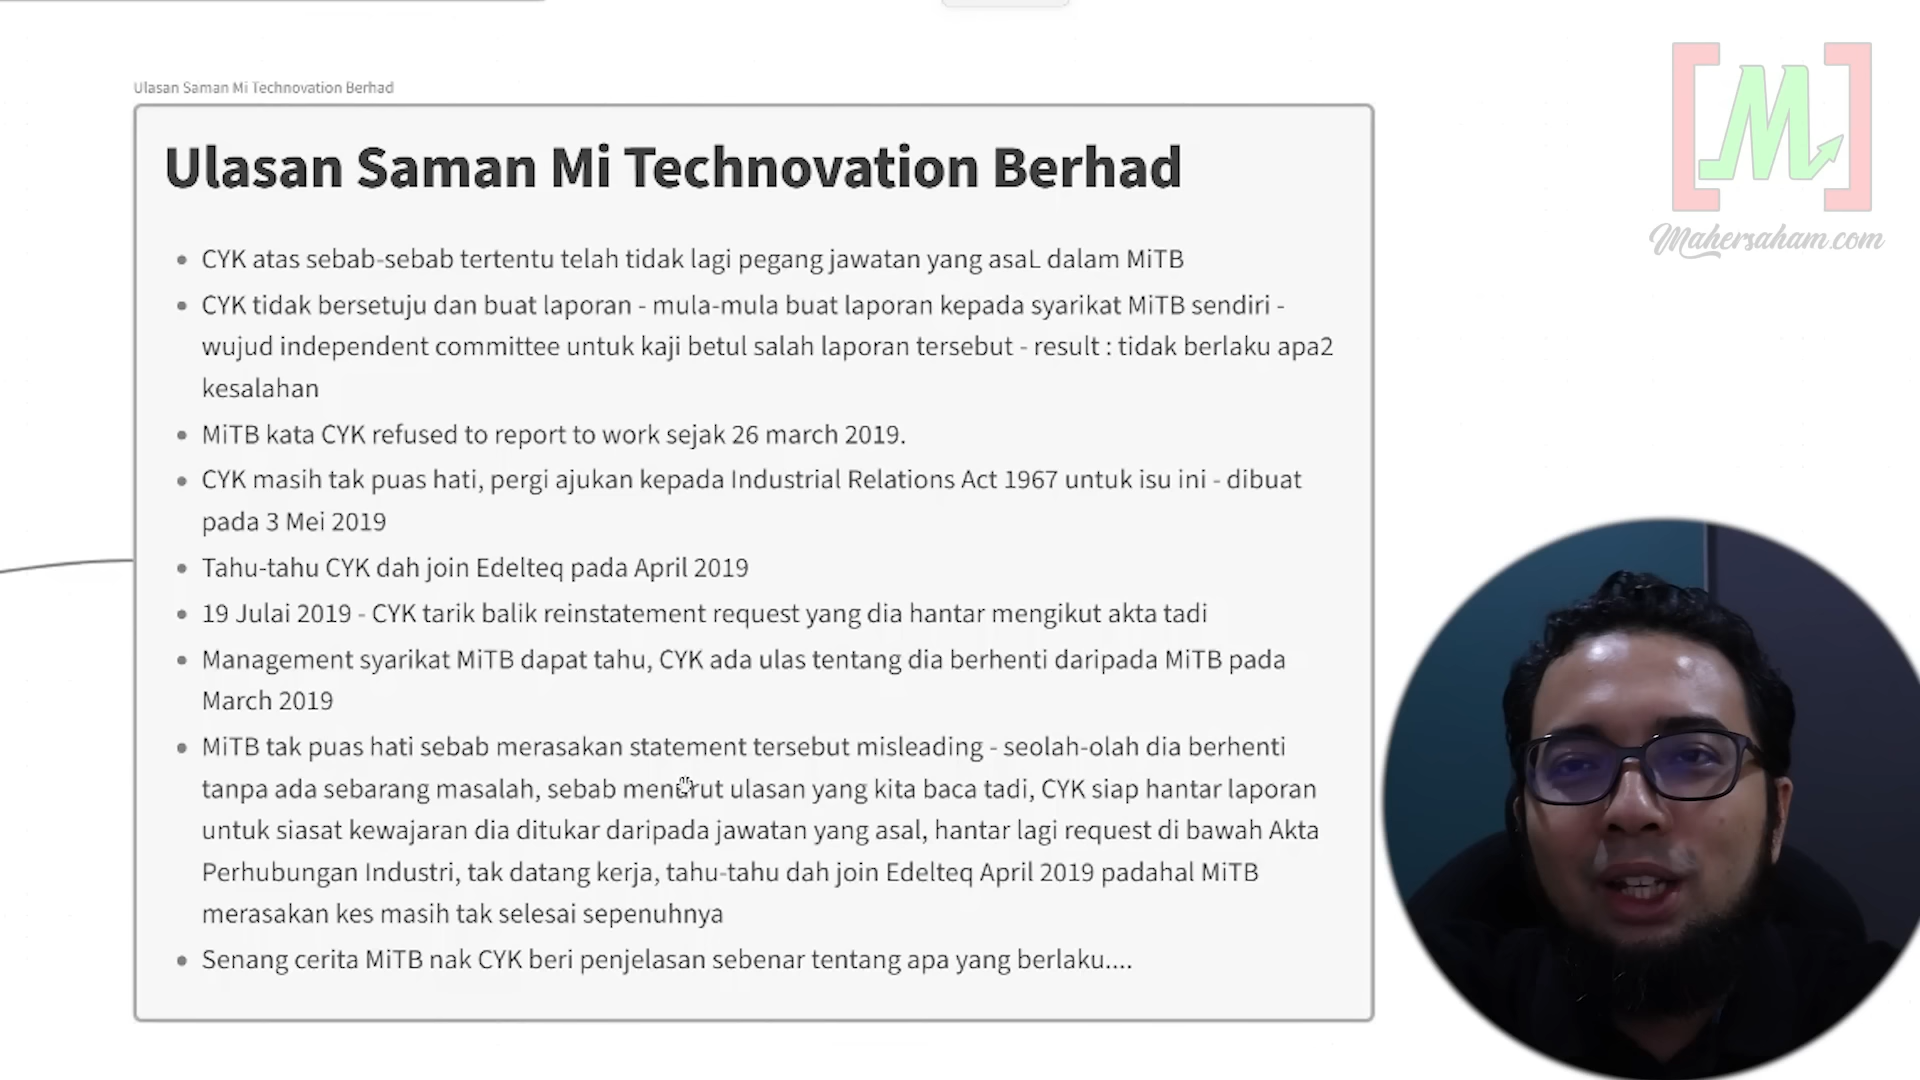 Ulasan Saman Mi Technovation Berhad
Ulasan Saman Mi Technovation Berhad
M
Mahersaham.com
CYK atas sebab-sebab tertentu telah tidak lagi pegang jawatan yang asaL dalam MiTB
CYK tidak bersetuju dan buat laporan - mula-mula buat laporan kepada syarikat MiTB sendiri -
wujud independent committee untuk kaji betul salah laporan tersebut - result : tidak berlaku apa2
kesalahan
MiTB kata CYK refused to report to work sejak 26 march 2019.
CYK masih tak puas hati, pergi ajukan kepada Industrial Relations Act 1967 untuk isu ini - dibuat
pada 3 Mei 2019
Tahu-tahu CYK dah join Edelteq pada April 2019
19 Julai 2019 - CYK tarik balik reinstatement request yang dia hantar mengikut akta tadi
Management syarikat MiTB dapat tahu, CYK ada ulas tentang dia berhenti daripada MiTB pada
March 2019
MiTB tak puas hati sebab merasakan statement tersebut misleading - seolah-olah dia berhenti
tanpa ada sebarang masalah, sebab menurut ulasan yang kita baca tadi, CYK siap hantar laporan
untuk siasat kewajaran dia ditukar daripada jawatan yang asal, hantar lagi request di bawah Akta
Perhubungan Industri, tak datang kerja, tahu-tahu dah join Edelteq April 2019 padahal MiTB
merasakan kes masih tak selesai sepenuhnya
Senang cerita MiTB nak CYK beri penjelasan sebenar tentang apa yang berlaku....